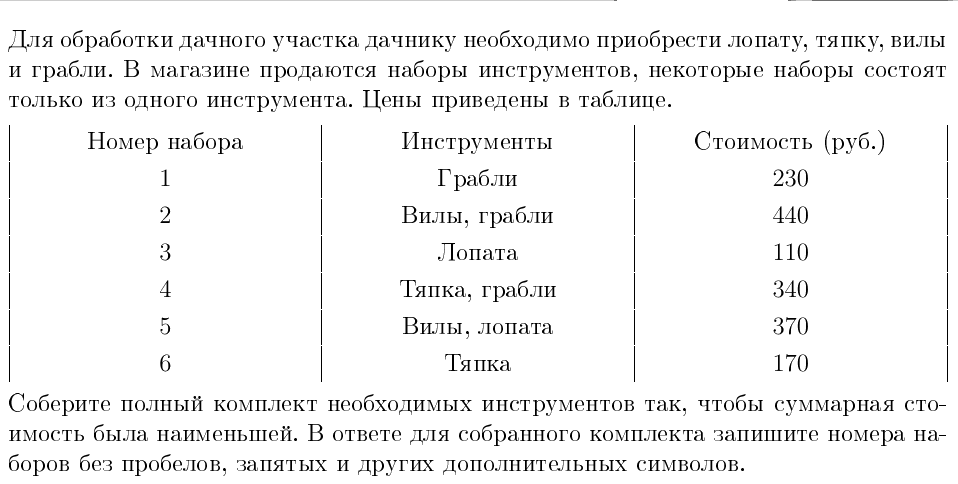 Для обработки дачного участка дачнику необходимо приобрести лопату, тяпку, вилы
и грабли. В магазине продаются наборы инструментов, некоторые наборы состоят
только из одного инструмента. Цены приведены в таблице.
Номер набора Инструменты Стоимость (руб.)
1 Грабли 230
2 Вилы, грабли 440
3 Лопата 110
4 Тяпка, грабли 340
5 Вилы, лопата 370
6 Тяпка 170
Соберите полный комплект необходимых инструментов так, чтобы суммарная сто-
имость была наименьшей. В ответе для собранного комплекта запишите номера на-
боров без пробелов, запятых и других дополнительных символов.